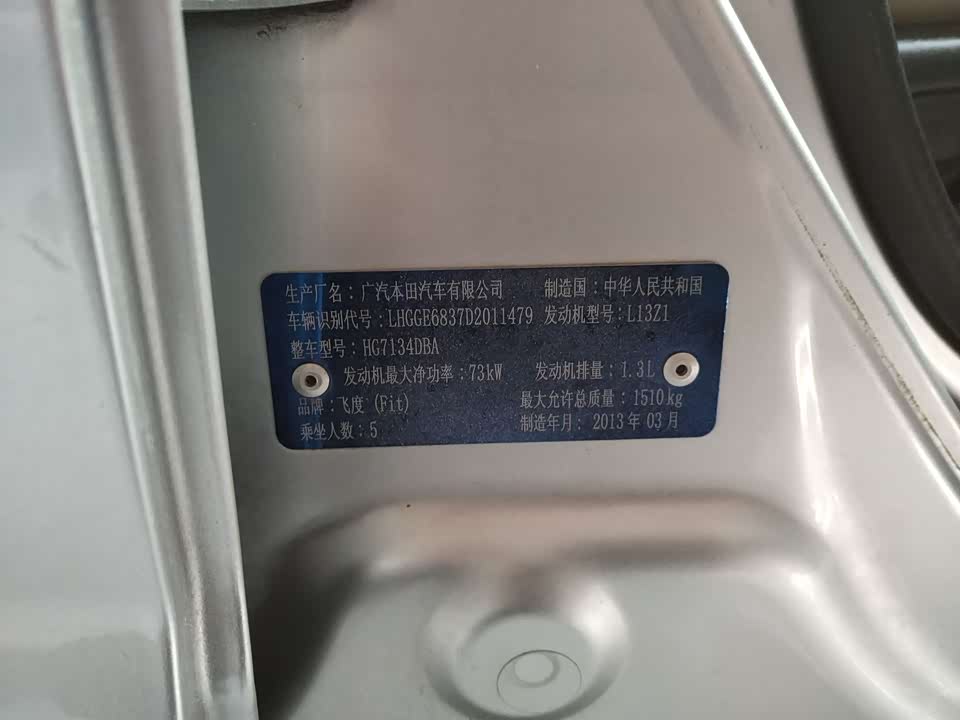 生产厂名：广汽本田汽车有限公司 制造国：中华人民共和国
车辆识别代号：LHGGE6837D2011479 发动机型号：L13Z1
整车型号：HG7134DBA
发动机最大净功率：73kW 发动机排量：1.3L
品牌：飞度 (Fit) 最大允许总质量：1510kg
乘坐人数：5 制造年月：2013年 03月